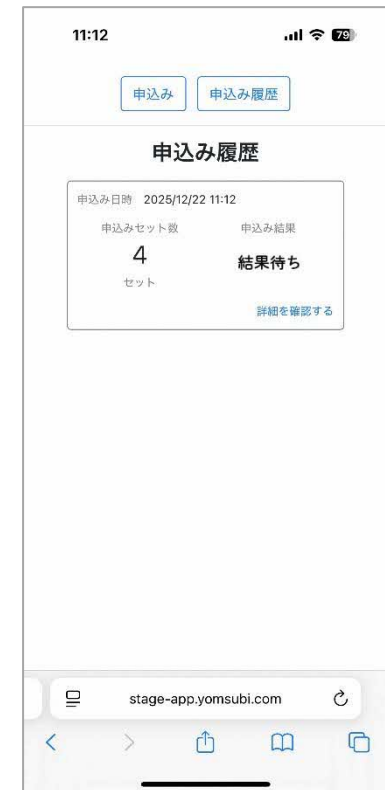 11:12
79
申込み 申込み履歴
申込み履歴
申込み日時 2025/12/22 11:12
申込みセット数 申込み結果
4 結果待ち
セット
詳細を確認する
stage-app.yomsubi.com